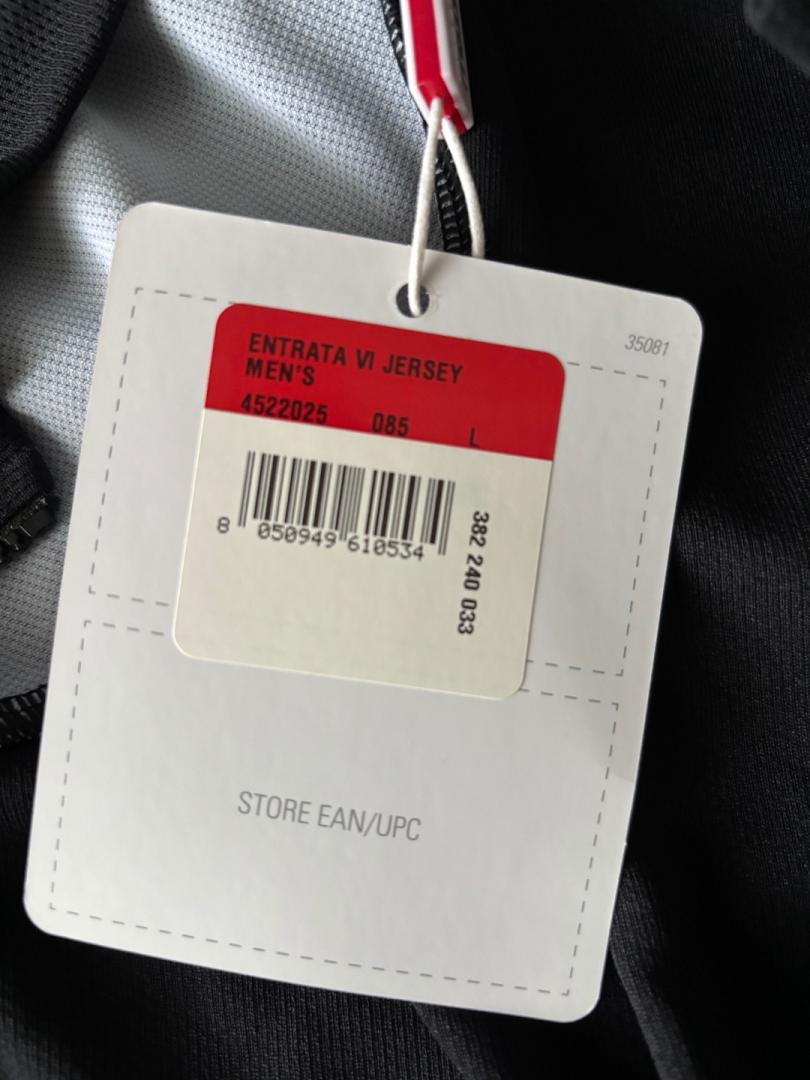 35081
ENTRATA VI JERSEY
MEN'S
4522025 085 L
8 050949 610534
382 240 033
STORE EAN/UPC